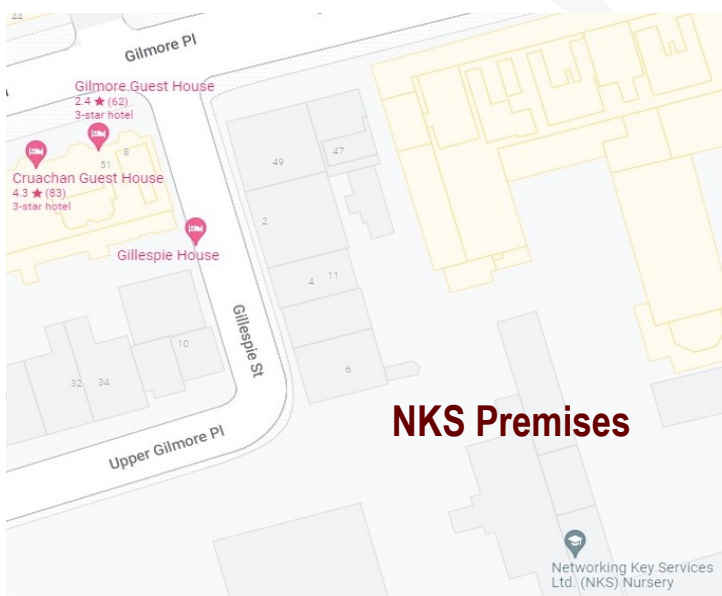 44
Gilmore Pl
Gilmore Guest House
2.4 ★ (62)
3-star hotel
8
51
49
47
Cruachan Guest House
4.3 ★ (83)
3-star hotel
2
Gillespie House
4 11
Gillespie St
10
6
32 34
NKS Premises
Upper Gilmore Pl
Networking Key Services
Ltd. (NKS) Nursery